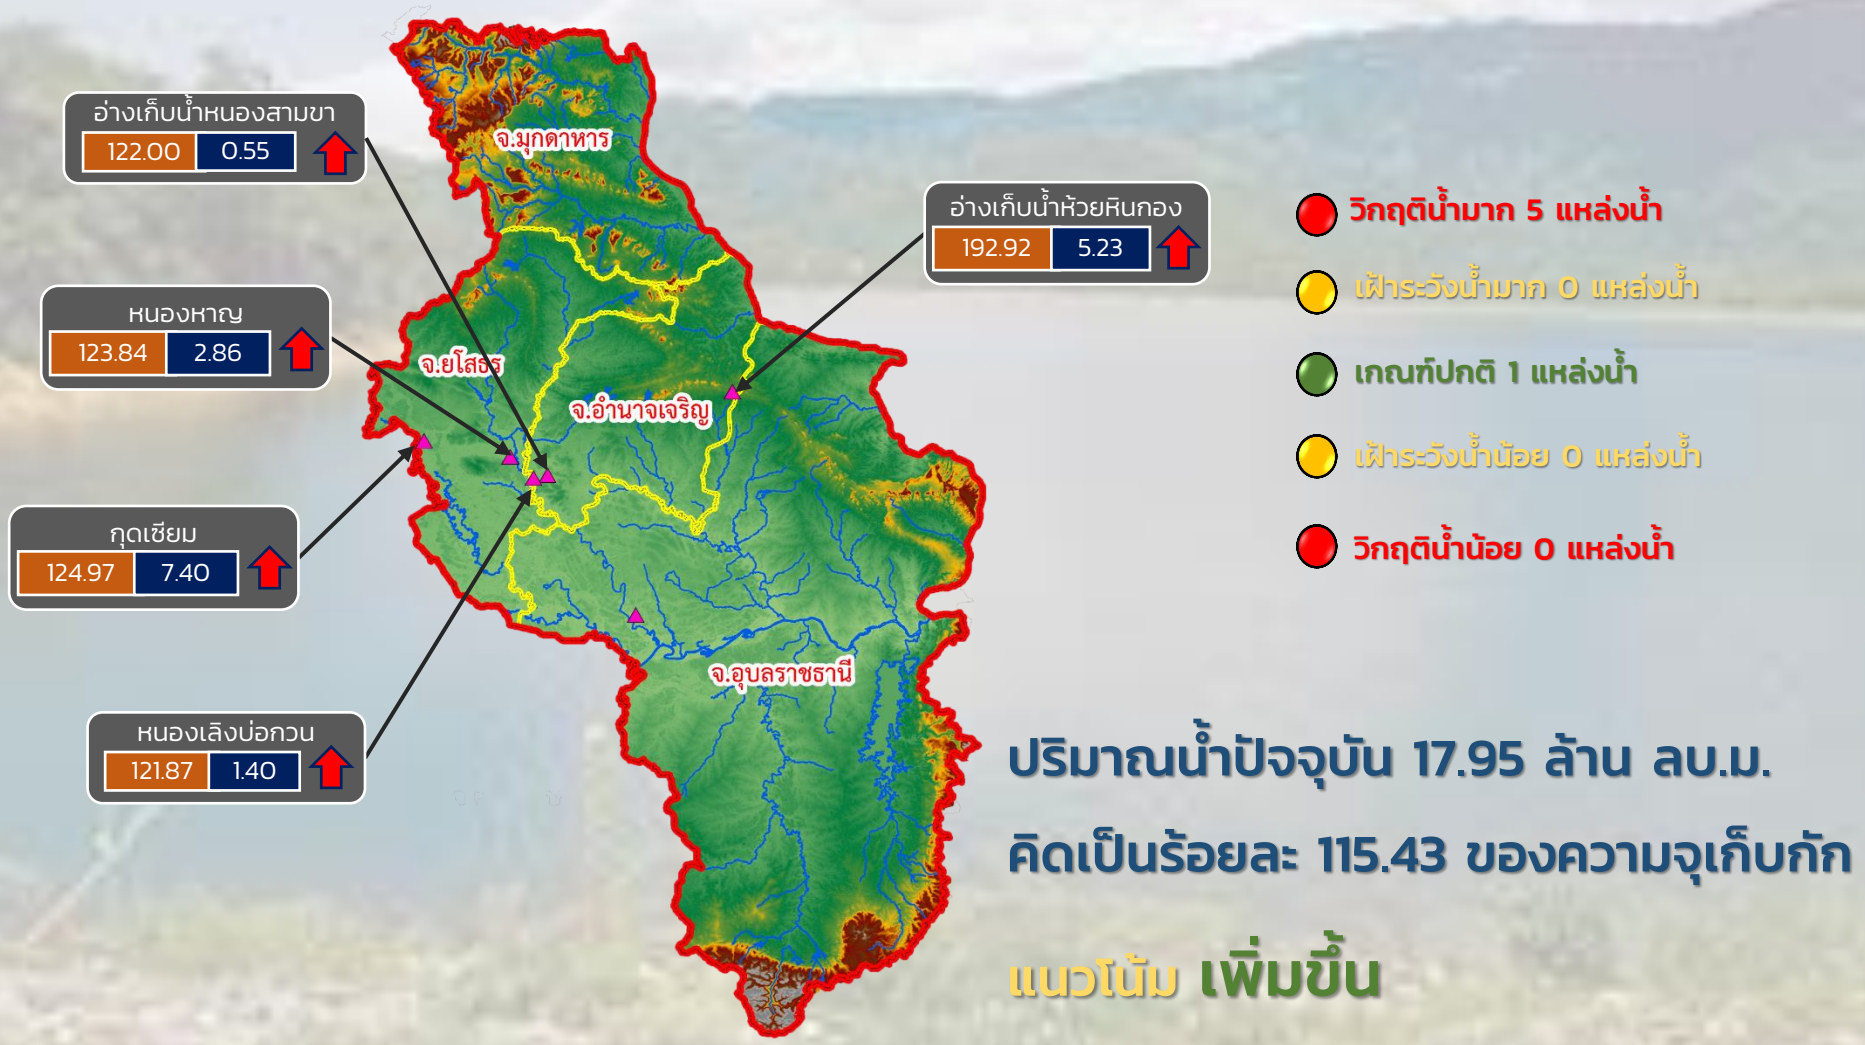 อ่างเก็บน้ำหนองสามขา
122.00 0.55
จ.มุกดาหาร
อ่างเก็บน้ำห้วยหินกอง
192.92 5.23
หนองหาญ
123.84 2.86
จ.ยโสธร
จ.อำนาจเจริญ
กุดเซียม
124.97 7.40
หนองเลิงบ่อกวน
121.87 1.40
จ.อุบลราชธานี
วิกฤติน้ำมาก 5 แหล่งน้ำ
เฝ้าระวังน้ำมาก 0 แหล่งน้ำ
เกณฑ์ปกติ 1 แหล่งน้ำ
เฝ้าระวังน้ำน้อย 0 แหล่งน้ำ
วิกฤติน้ำน้อย 0 แหล่งน้ำ
ปริมาณน้ำปัจจุบัน 17.95 ล้าน ลบ.ม.
คิดเป็นร้อยละ 115.43 ของความจุเก็บกัก
แนวโน้ม เพิ่มขึ้น